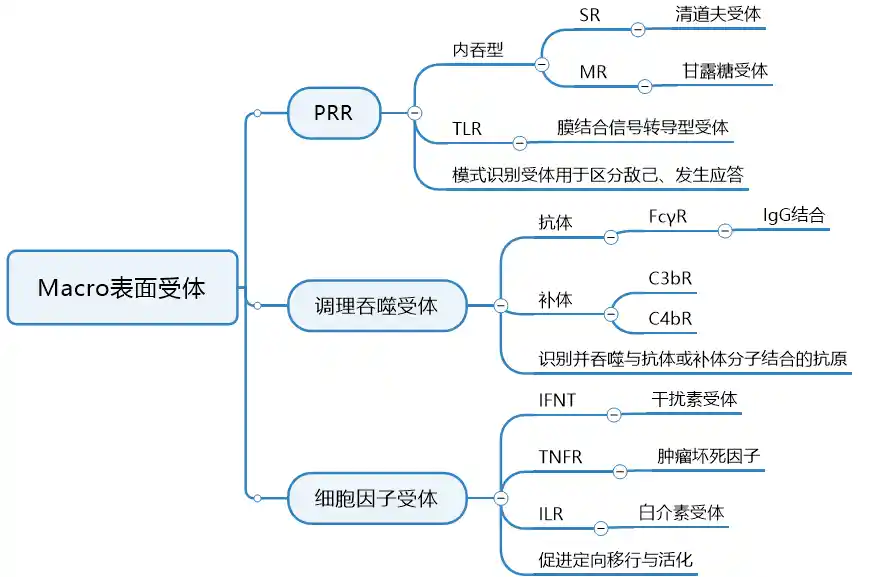 Macro表面受体
PRR
内吞型
SR
清道夫受体
MR
甘露糖受体
TLR
膜结合信号转导型受体
模式识别受体用于区分敌己、发生应答
调理吞噬受体
抗体
FcγR
IgG结合
补体
C3bR
C4bR
识别并吞噬与抗体或补体分子结合的抗原
细胞因子受体
IFNT
干扰素受体
TNFR
肿瘤坏死因子
ILR
白介素受体
促进定向移行与活化